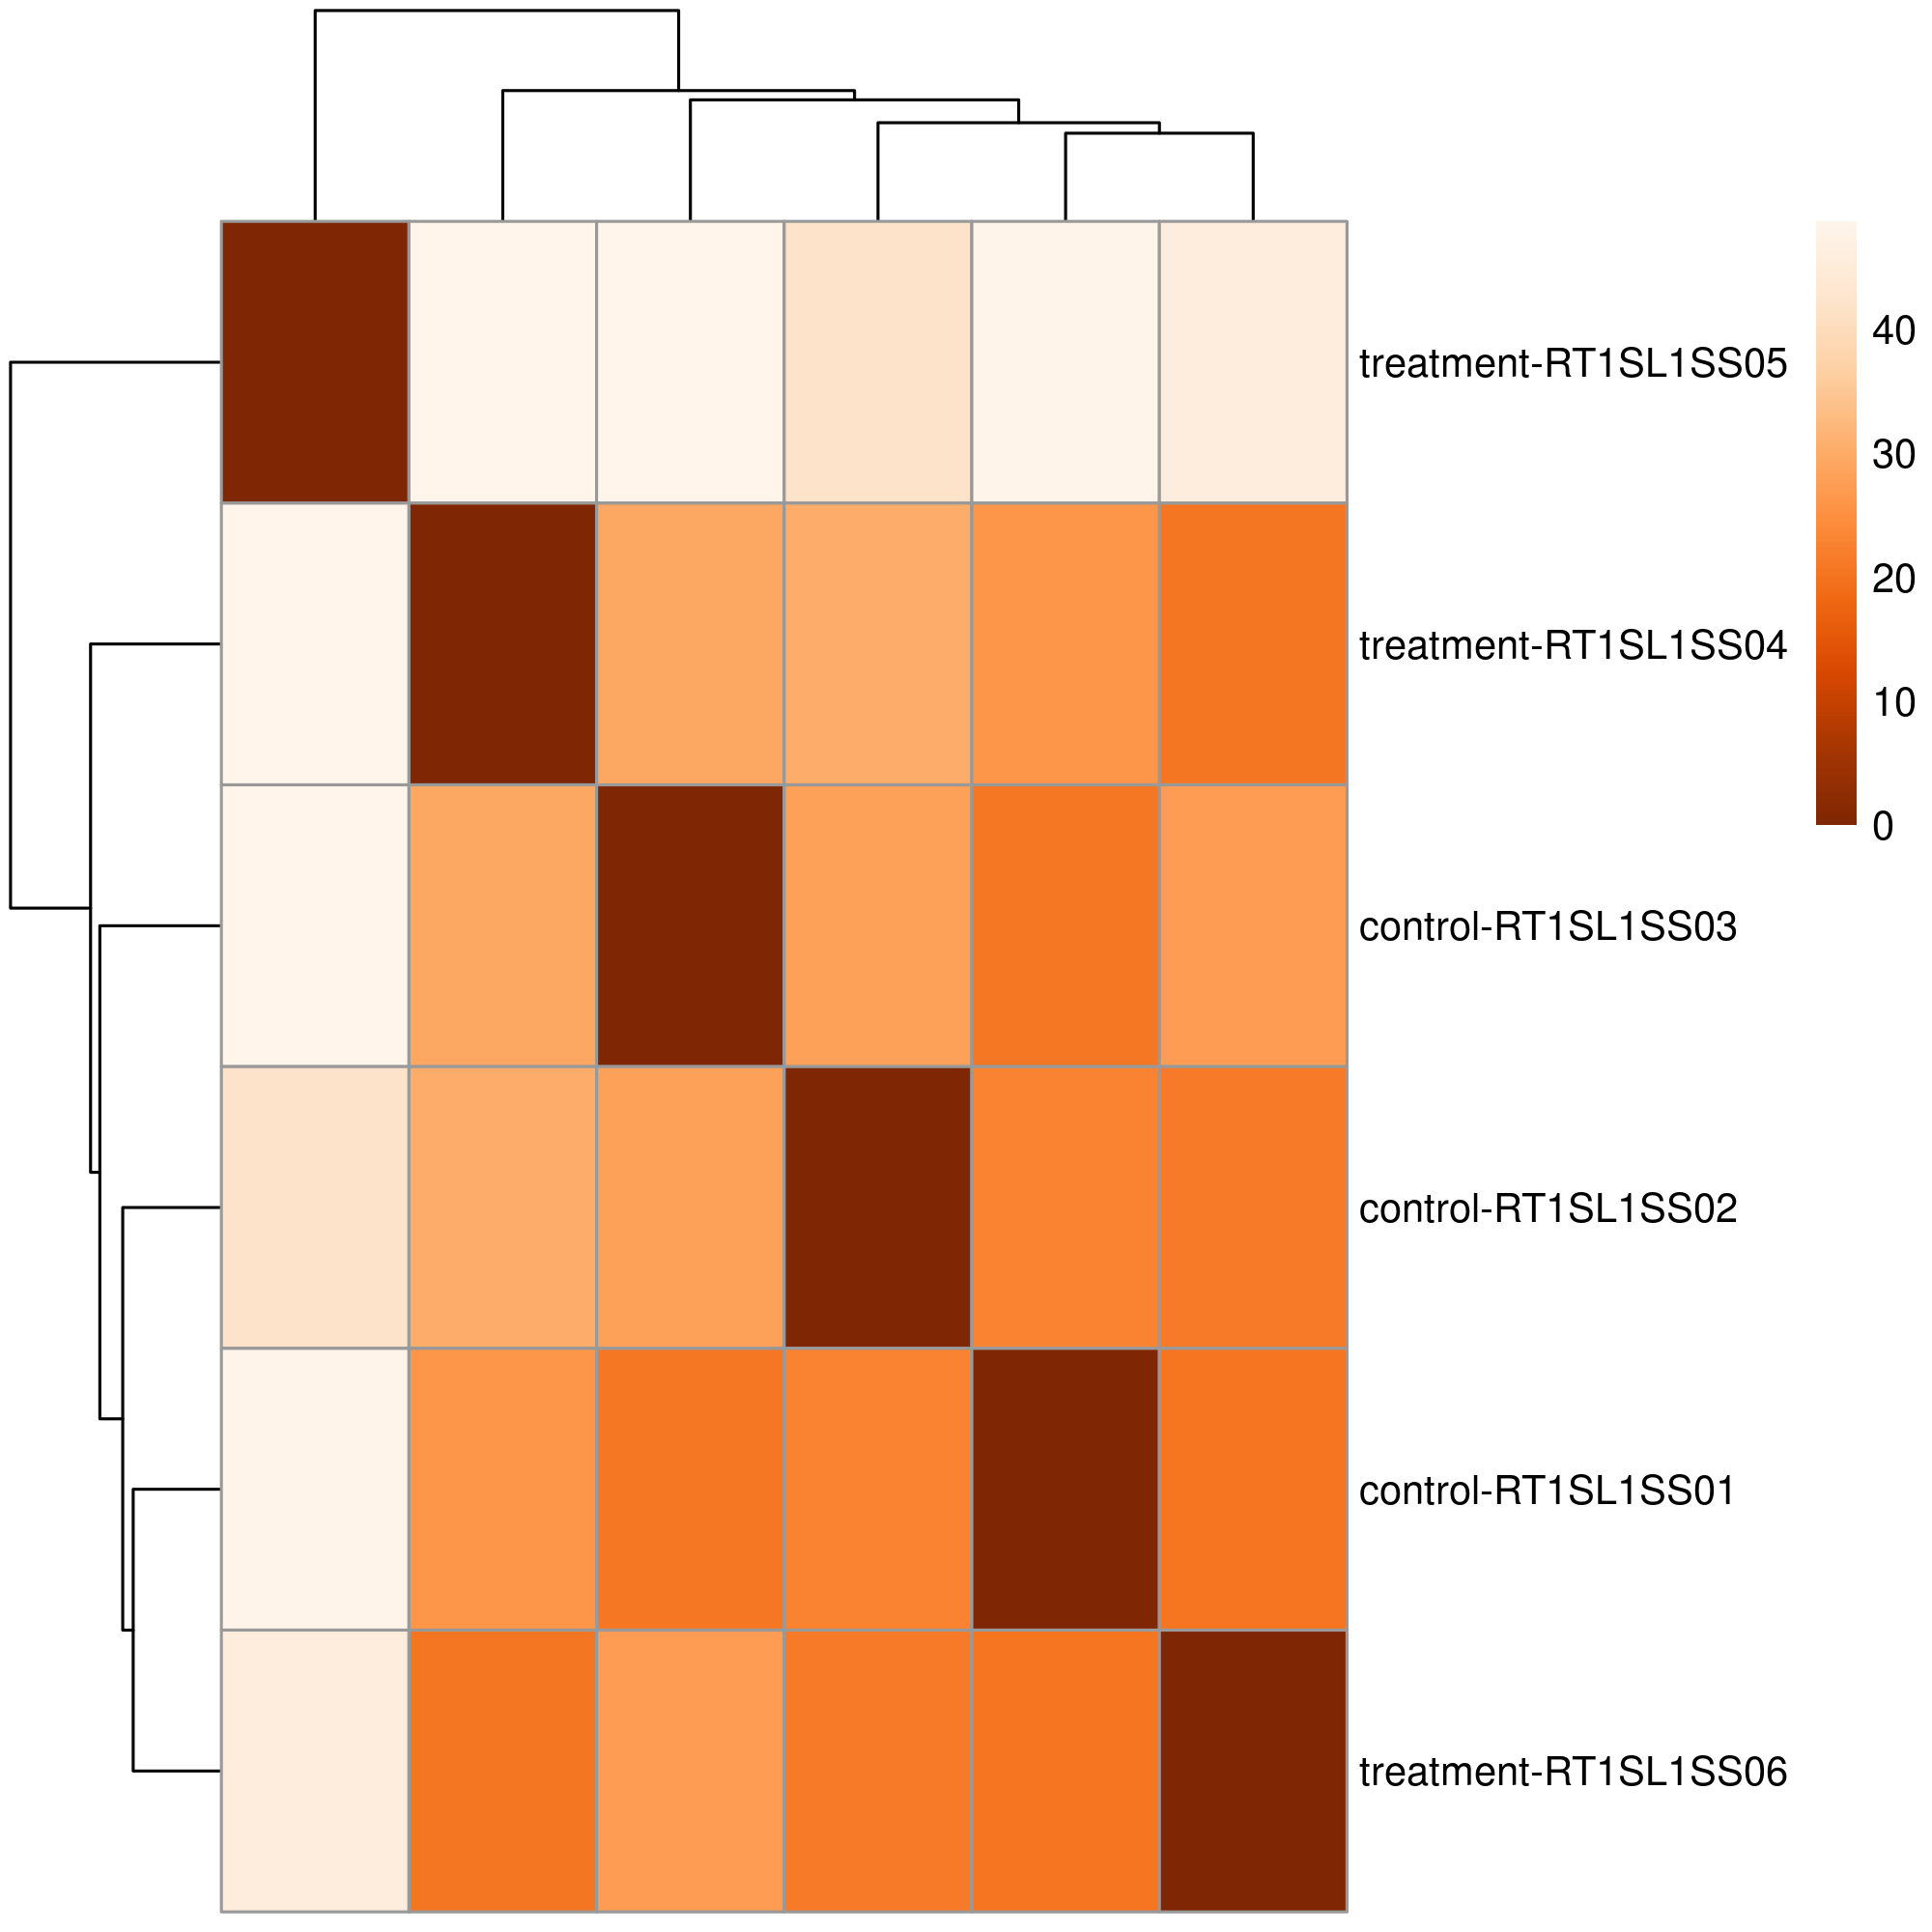 treatment-RT1SL1SS05
treatment-RT1SL1SS04
control-RT1SL1SS03
control-RT1SL1SS02
control-RT1SL1SS01
treatment-RT1SL1SS06
40
30
20
10
0